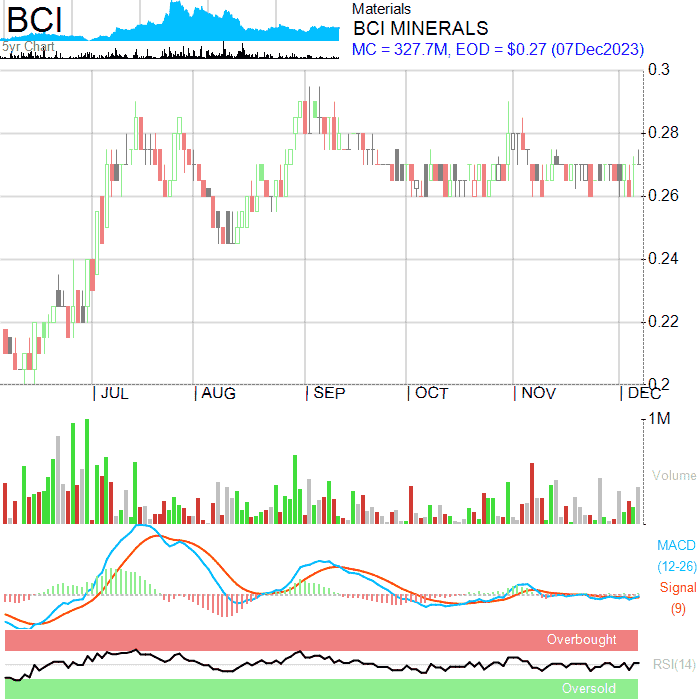 BCI
5yr Chart
Materials
BCI MINERALS
MC = 327.7M, EOD = $0.27 (07Dec2023)
0.3
0.28
0.26
0.24
0.22
0.2
JUL AUG SEP OCT NOV DEC
1M
Volume
MACD
(12-26)
Signal
(9)
Overbought
RSI(14)
Oversold